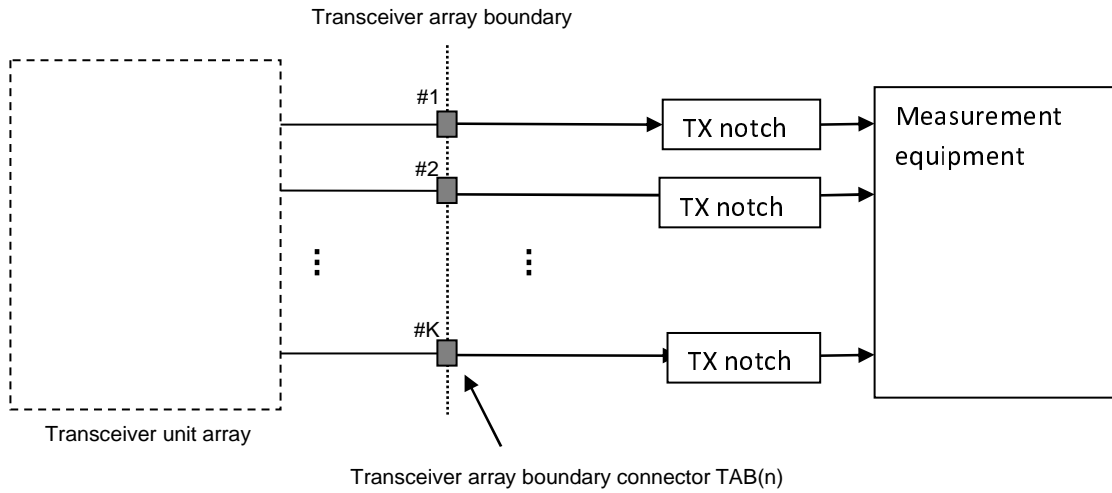 Transceiver array boundary
#1
TX notch
Measurement
equipment
#2
TX notch
#K
TX notch
Transceiver unit array
Transceiver array boundary connector TAB(n)